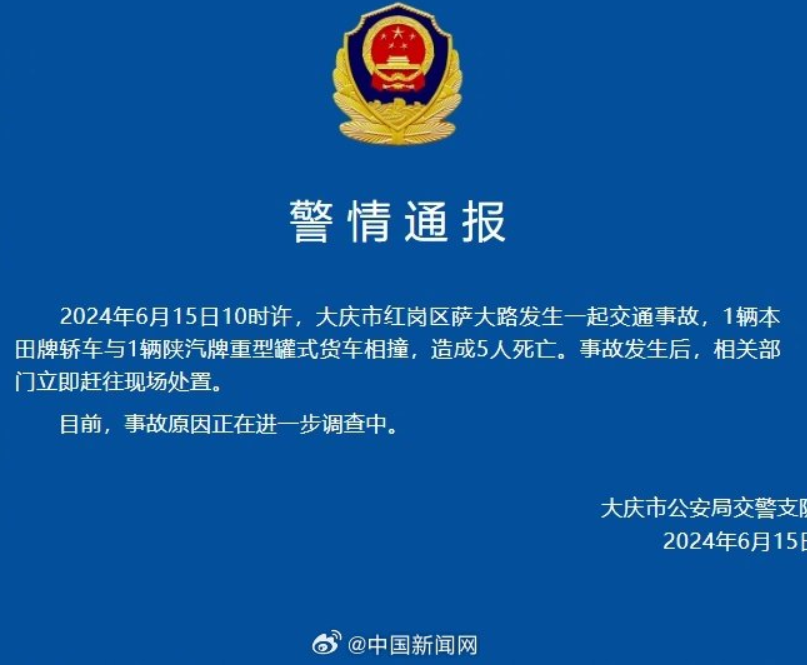 警情通报
2024年6月15日10时许，大庆市红岗区萨大路发生一起交通事故，1辆本
田牌轿车与1辆陕汽牌重型罐式货车相撞，造成5人死亡。事故发生后，相关部
门立即赶往现场处置。
目前，事故原因正在进一步调查中。
大庆市公安局交警支队
2024年6月15日
@中国新闻网